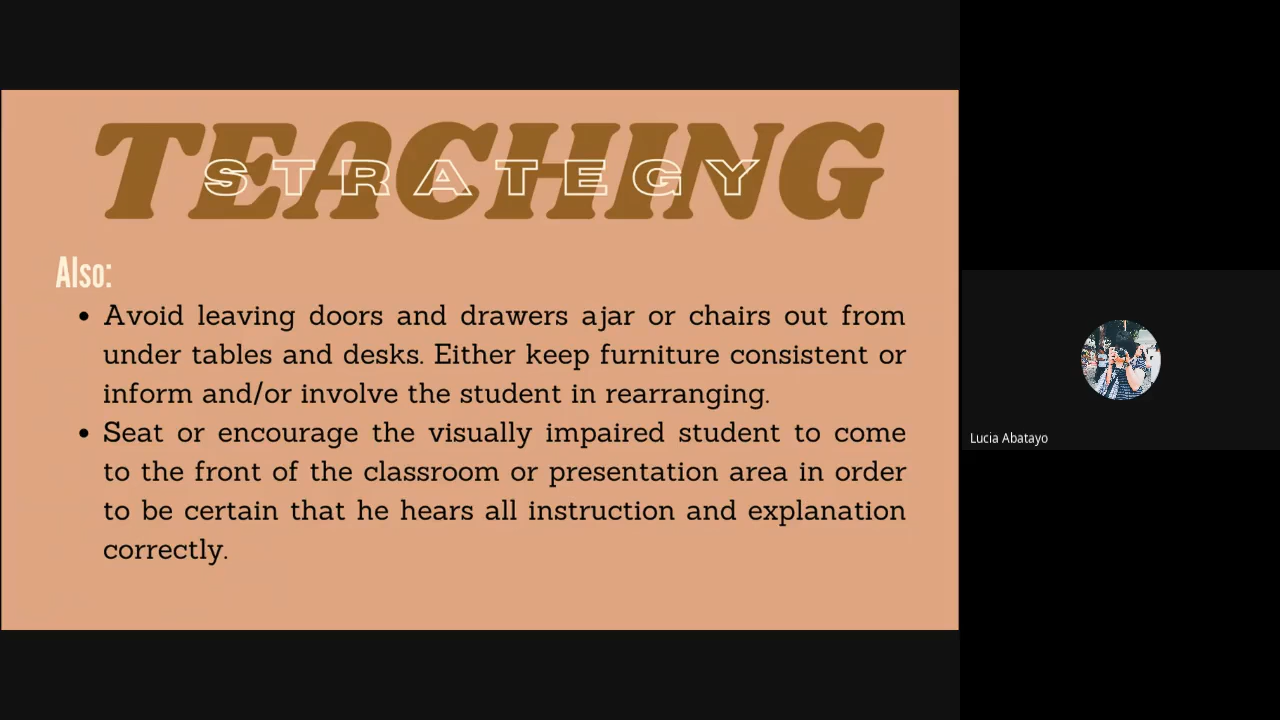 TEACHING
STRATEGY
Also:
• Avoid leaving doors and drawers ajar or chairs out from
under tables and desks. Either keep furniture consistent or
inform and/or involve the student in rearranging.
• Seat or encourage the visually impaired student to come
to the front of the classroom or presentation area in order
to be certain that he hears all instruction and explanation
correctly.
Lucia Abatayo